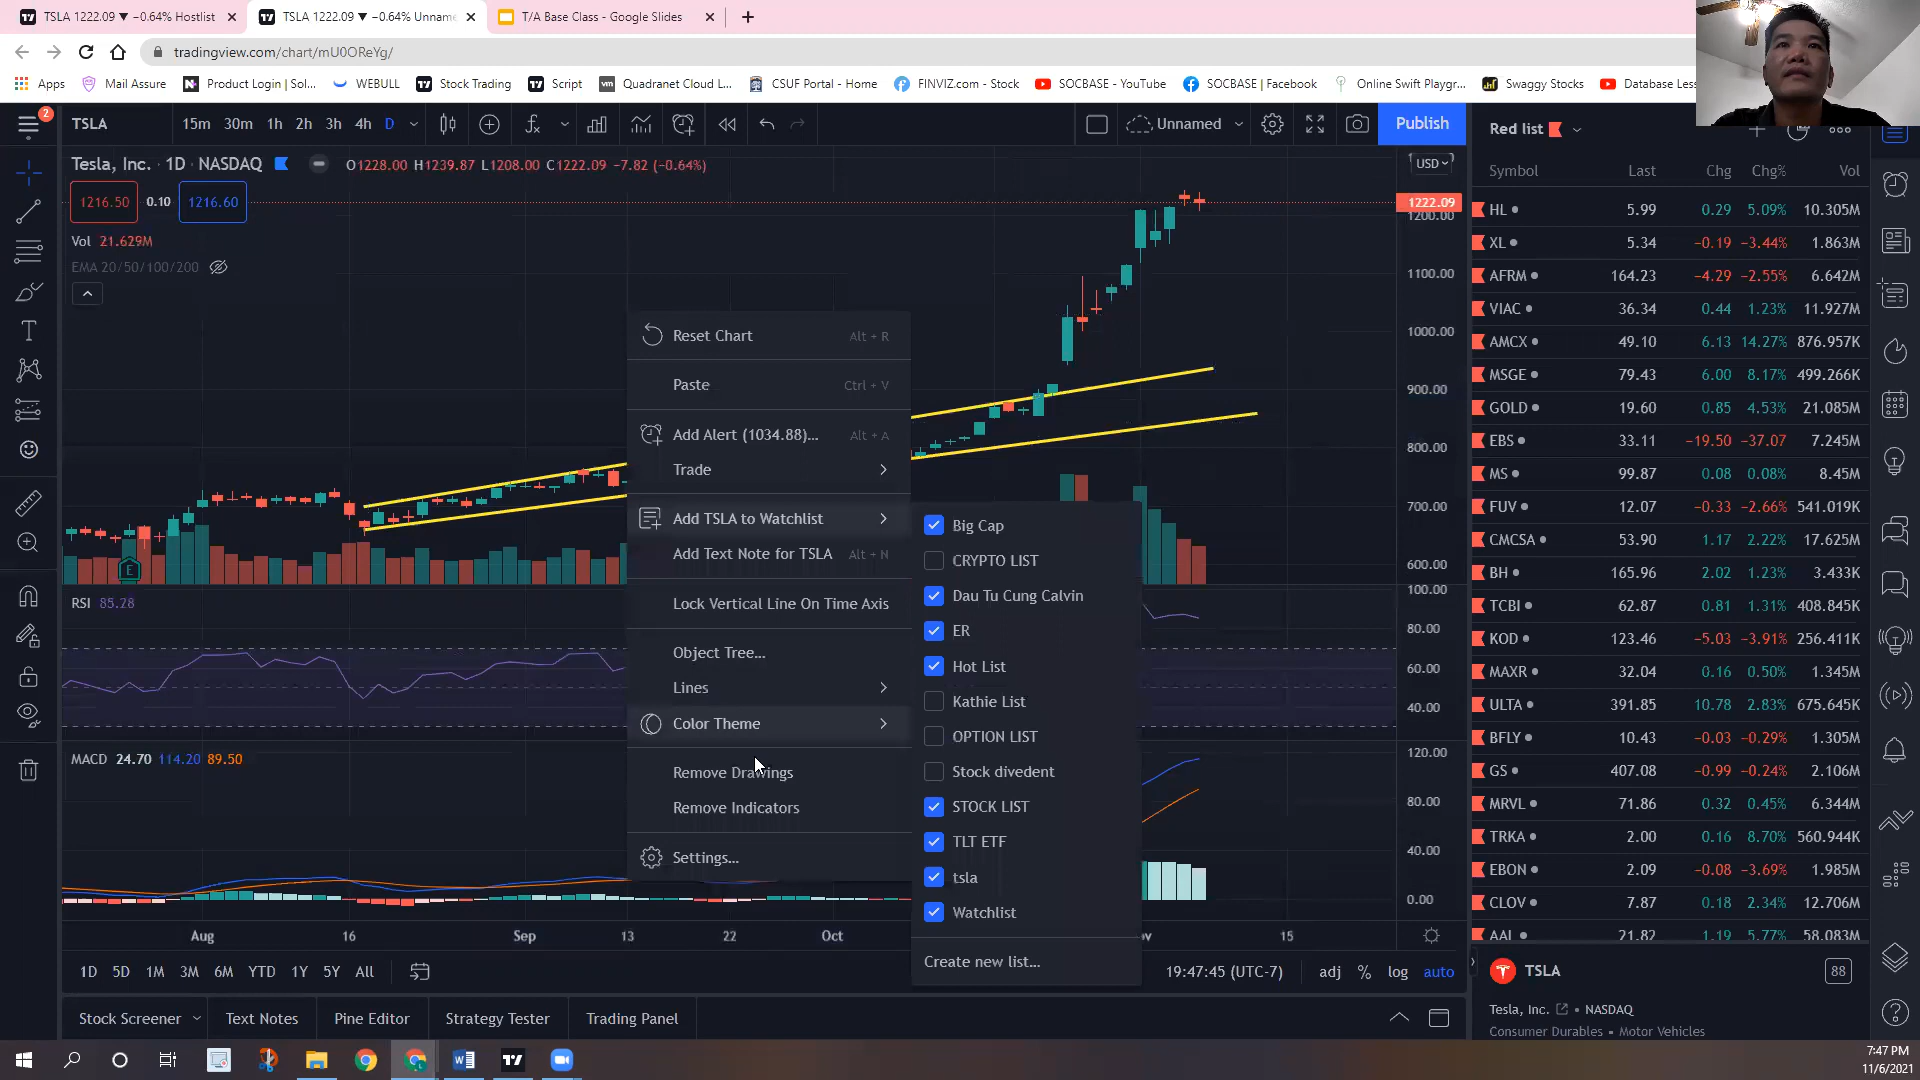 TSLA 1222.09 ▼ −0.64% Hostlist
TSLA 1222.09 ▼ −0.64% Unname
T/A Base Class - Google Slides
tradingview.com/chart/mU0OReYg/
Apps
Mail Assure
Product Login | Sol...
WEBULL
Stock Trading
Script
Quadranet Cloud L...
CSUF Portal - Home
FINVIZ.com - Stock
SOCBASE - YouTube
SOCBASE | Facebook
Online Swift Playgr...
Swaggy Stocks
Database Les
2
TSLA
15m 30m 1h 2h 3h 4h D
Unnamed
Publish
Tesla, Inc. · 1D · NASDAQ
O1228.00 H1239.87 L1208.00 C1222.09 −7.82 (−0.64%)
1216.50 0.10 1216.60
Vol 21.629M
EMA 20/50/100/200
USD
1222.09
1200.00
1100.00
1000.00
900.00
800.00
700.00
600.00
E
RSI 85.28
100.00
80.00
60.00
40.00
MACD 24.70 114.20 89.50
120.00
80.00
40.00
0.00
Reset Chart Alt + R
Paste Ctrl + V
Add Alert (1034.88)... Alt + A
Trade
Add TSLA to Watchlist
Add Text Note for TSLA Alt + N
Lock Vertical Line On Time Axis
Object Tree...
Lines
Color Theme
Remove Drawings
Remove Indicators
Settings...
Big Cap
CRYPTO LIST
Dau Tu Cung Calvin
ER
Hot List
Kathie List
OPTION LIST
Stock divedent
STOCK LIST
TLT ETF
tsla
Watchlist
Create new list...
Aug 16 Sep 13 22 Oct ov 15
1D 5D 1M 3M 6M YTD 1Y 5Y All
19:47:45 (UTC-7) adj % log auto
Stock Screener
Text Notes
Pine Editor
Strategy Tester
Trading Panel
Red list
Symbol Last Chg Chg% Vol
HL 5.99 0.29 5.09% 10.305M
XL 5.34 −0.19 −3.44% 1.863M
AFRM 164.23 −4.29 −2.55% 6.642M
VIAC 36.34 0.44 1.23% 11.927M
AMCX 49.10 6.13 14.27% 876.957K
MSGE 79.43 6.00 8.17% 499.266K
GOLD 19.60 0.85 4.53% 21.085M
EBS 33.11 −19.50 −37.07 7.245M
MS 99.87 0.08 0.08% 8.45M
FUV 12.07 −0.33 −2.66% 541.019K
CMCSA 53.90 1.17 2.22% 17.625M
BH 165.96 2.02 1.23% 3.433K
TCBI 62.87 0.81 1.31% 408.845K
KOD 123.46 −5.03 −3.91% 256.411K
MAXR 32.04 0.16 0.50% 1.345M
ULTA 391.85 10.78 2.83% 675.645K
BFLY 10.43 −0.03 −0.29% 1.305M
GS 407.08 −0.99 −0.24% 2.106M
MRVL 71.86 0.32 0.45% 6.344M
TRKA 2.00 0.16 8.70% 560.944K
EBON 2.09 −0.08 −3.69% 1.985M
CLOV 7.87 0.18 2.34% 12.706M
AAL 21.82 1.19 5.77% 58.083M
TSLA 88
Tesla, Inc. • NASDAQ
Consumer Durables • Motor Vehicles
7:47 PM
11/6/2021